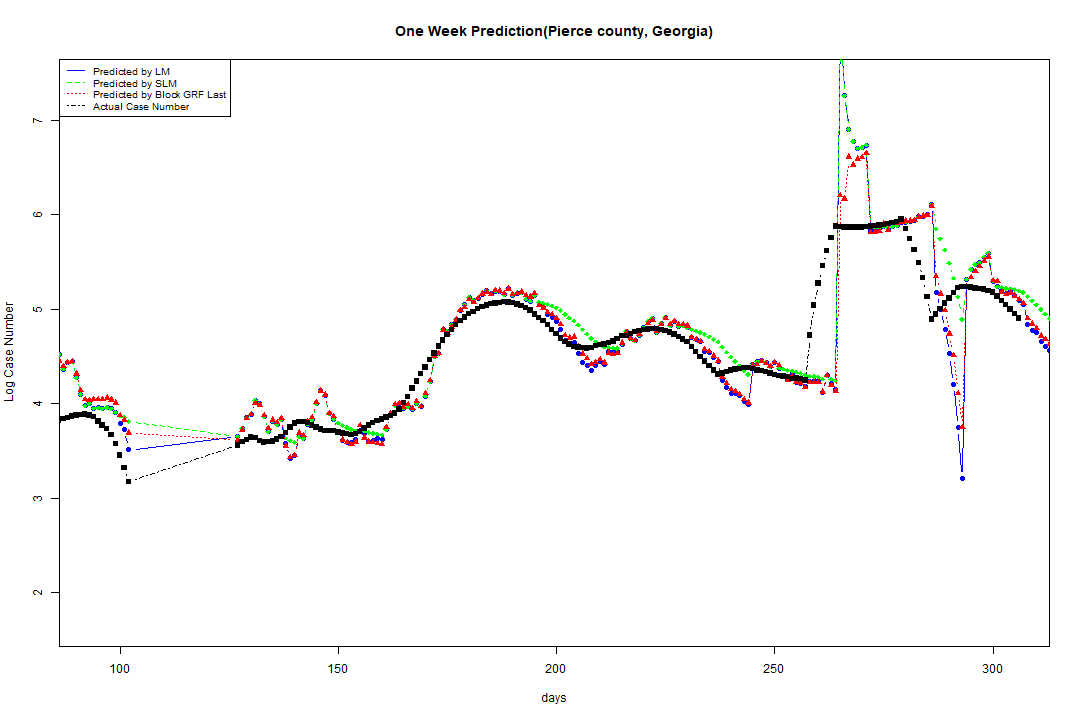 One Week Prediction(Pierce county, Georgia)
Predicted by LM
Predicted by SLM
Predicted by Block GRF Last
Actual Case Number
Log Case Number
7
6
5
4
3
2
100 150 200 250 300
days